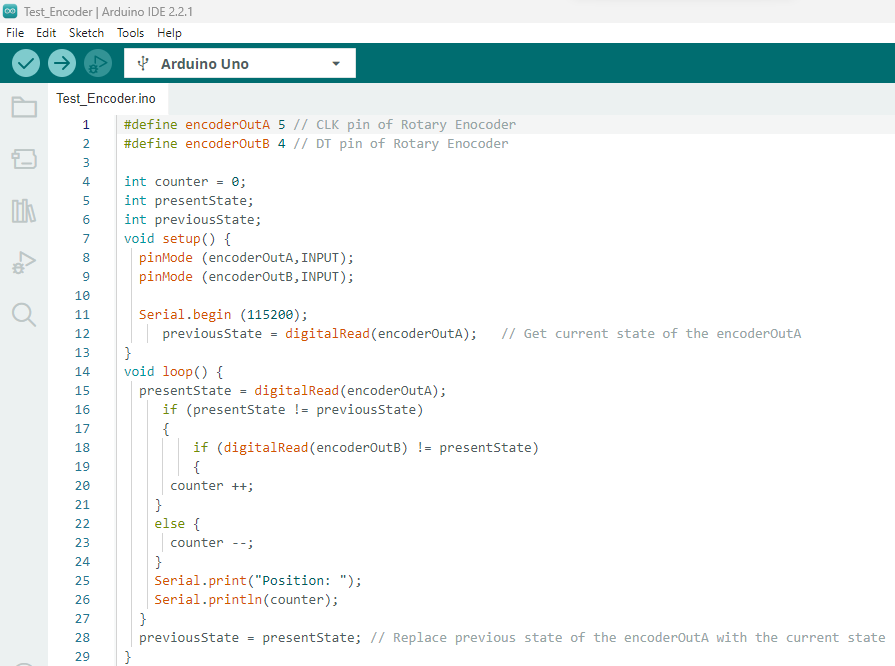 Test_Encoder | Arduino IDE 2.2.1
File Edit Sketch Tools Help
Arduino Uno
Test_Encoder.ino
1 #define encoderOutA 5 // CLK pin of Rotary Enocoder
2 #define encoderOutB 4 // DT pin of Rotary Enocoder
3
4 int counter = 0;
5 int presentState;
6 int previousState;
7 void setup() {
8 pinMode (encoderOutA,INPUT);
9 pinMode (encoderOutB,INPUT);
10
11 Serial.begin (115200);
12 previousState = digitalRead(encoderOutA); // Get current state of the encoderOutA
13 }
14 void loop() {
15 presentState = digitalRead(encoderOutA);
16 if (presentState != previousState)
17 {
18 if (digitalRead(encoderOutB) != presentState)
19 {
20 counter ++;
21 }
22 else {
23 counter --;
24 }
25 Serial.print("Position: ");
26 Serial.println(counter);
27 }
28 previousState = presentState; // Replace previous state of the encoderOutA with the current state
29 }